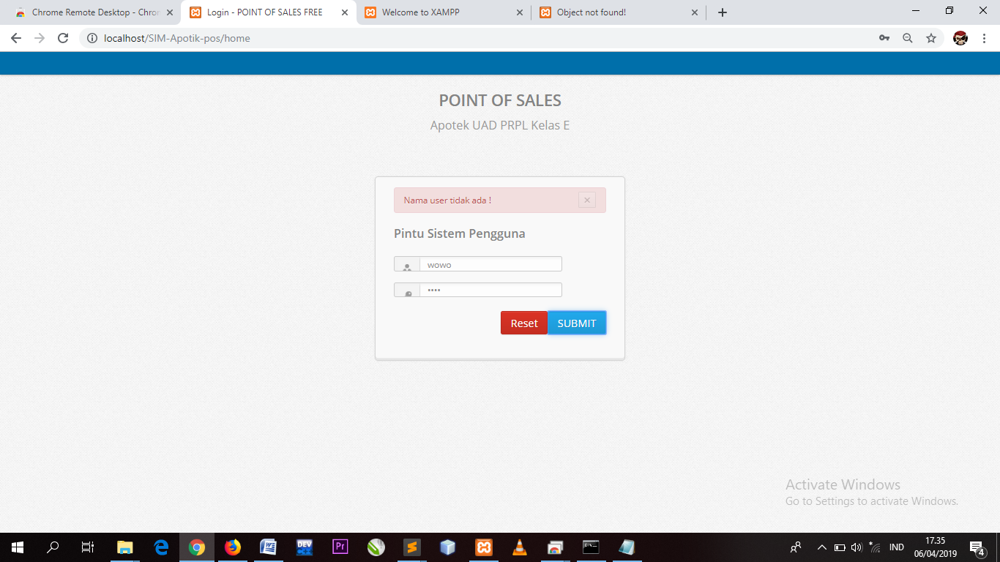 Chrome Remote Desktop - Chron
Login - POINT OF SALES FREE
Welcome to XAMPP
Object not found!
localhost/SIM-Apotik-pos/home
POINT OF SALES
Apotek UAD PRPL Kelas E
Nama user tidak ada !
Pintu Sistem Pengguna
wowo
••••
Reset SUBMIT
Activate Windows
Go to Settings to activate Windows.
DEV
Pr
IND
17.35
06/04/2019
4